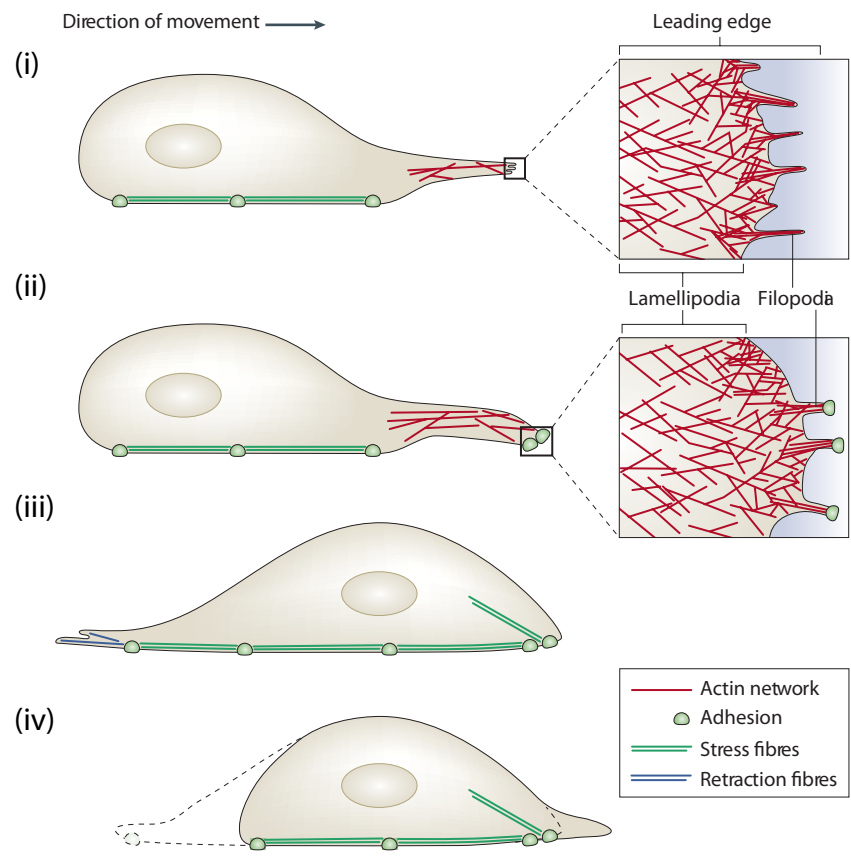 Direction of movement
Leading edge
(i)
(ii)
Lamellipodia
Filopodia
(iii)
(iv)
Actin network
Adhesion
Stress fibres
Retraction fibres